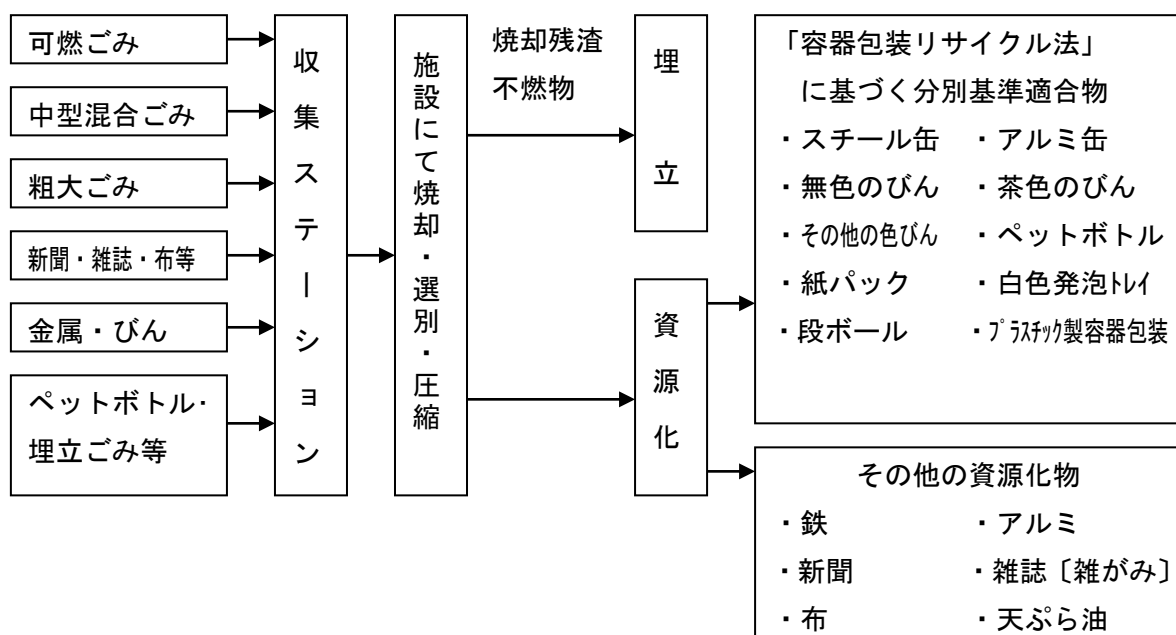 可燃ごみ
中型混合ごみ
粗大ごみ
新聞・雑誌・布等
金属・びん
ペットボトル・
埋立ごみ等
収集ステーション
施設にて焼却・選別・圧縮
焼却残渣
不燃物
埋立
資源化
「容器包装リサイクル法」
に基づく分別基準適合物
・スチール缶 ・アルミ缶
・無色のびん ・茶色のびん
・その他の色びん ・ペットボトル
・紙パック ・白色発泡ﾄﾚｲ
・段ボール ・ﾌﾟﾗｽﾁｯｸ製容器包装
その他の資源化物
・鉄 ・アルミ
・新聞 ・雑誌〔雑がみ〕
・布 ・天ぷら油